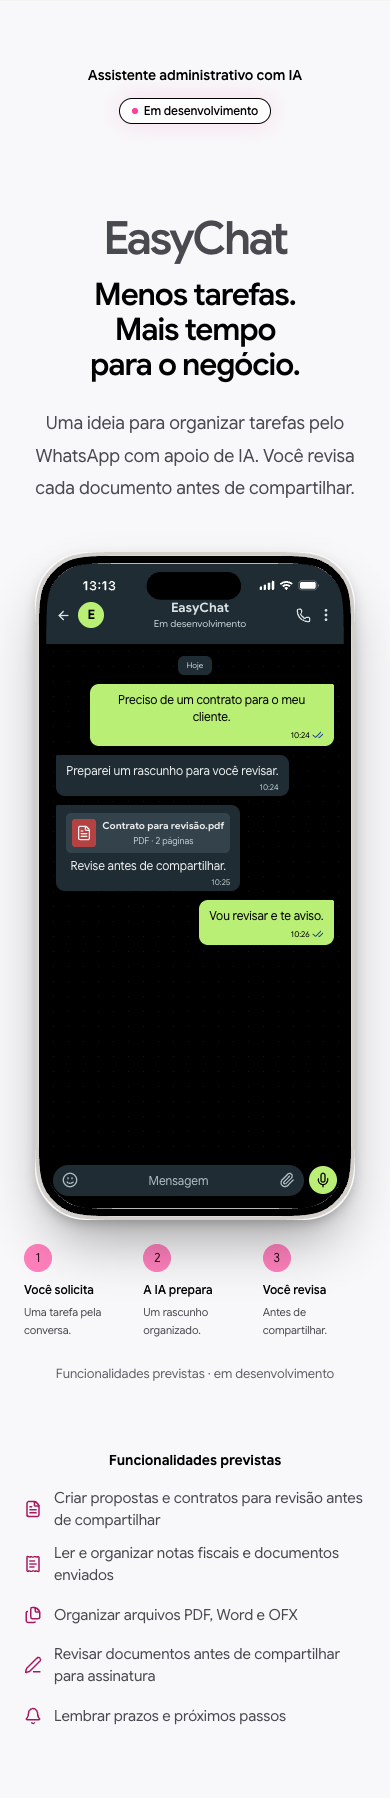 Assistente administrativo com IA
Em desenvolvimento
EasyChat
Menos tarefas.
Mais tempo
para o negócio.
Uma ideia para organizar tarefas pelo
WhatsApp com apoio de IA. Você revisa
cada documento antes de compartilhar.
13:13
E
EasyChat
Em desenvolvimento
Hoje
Preciso de um contrato para o meu
cliente.
10:24
Preparei um rascunho para você revisar.
10:24
Contrato para revisão.pdf
PDF · 2 páginas
Revise antes de compartilhar.
10:25
Vou revisar e te aviso.
10:26
Mensagem
1
Você solicita
Uma tarefa pela
conversa.
2
A IA prepara
Um rascunho
organizado.
3
Você revisa
Antes de
compartilhar.
Funcionalidades previstas · em desenvolvimento
Funcionalidades previstas
Criar propostas e contratos para revisão antes
de compartilhar
Ler e organizar notas fiscais e documentos
enviados
Organizar arquivos PDF, Word e OFX
Revisar documentos antes de compartilhar
para assinatura
Lembrar prazos e próximos passos